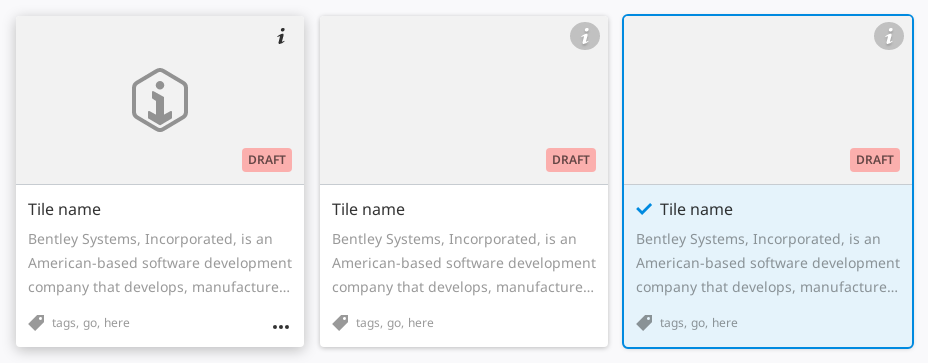 DRAFT
Tile name
Bentley Systems, Incorporated, is an
American-based software development
company that develops, manufacture...
tags, go, here
DRAFT
Tile name
Bentley Systems, Incorporated, is an
American-based software development
company that develops, manufacture...
tags, go, here
DRAFT
Tile name
Bentley Systems, Incorporated, is an
American-based software development
company that develops, manufacture...
tags, go, here